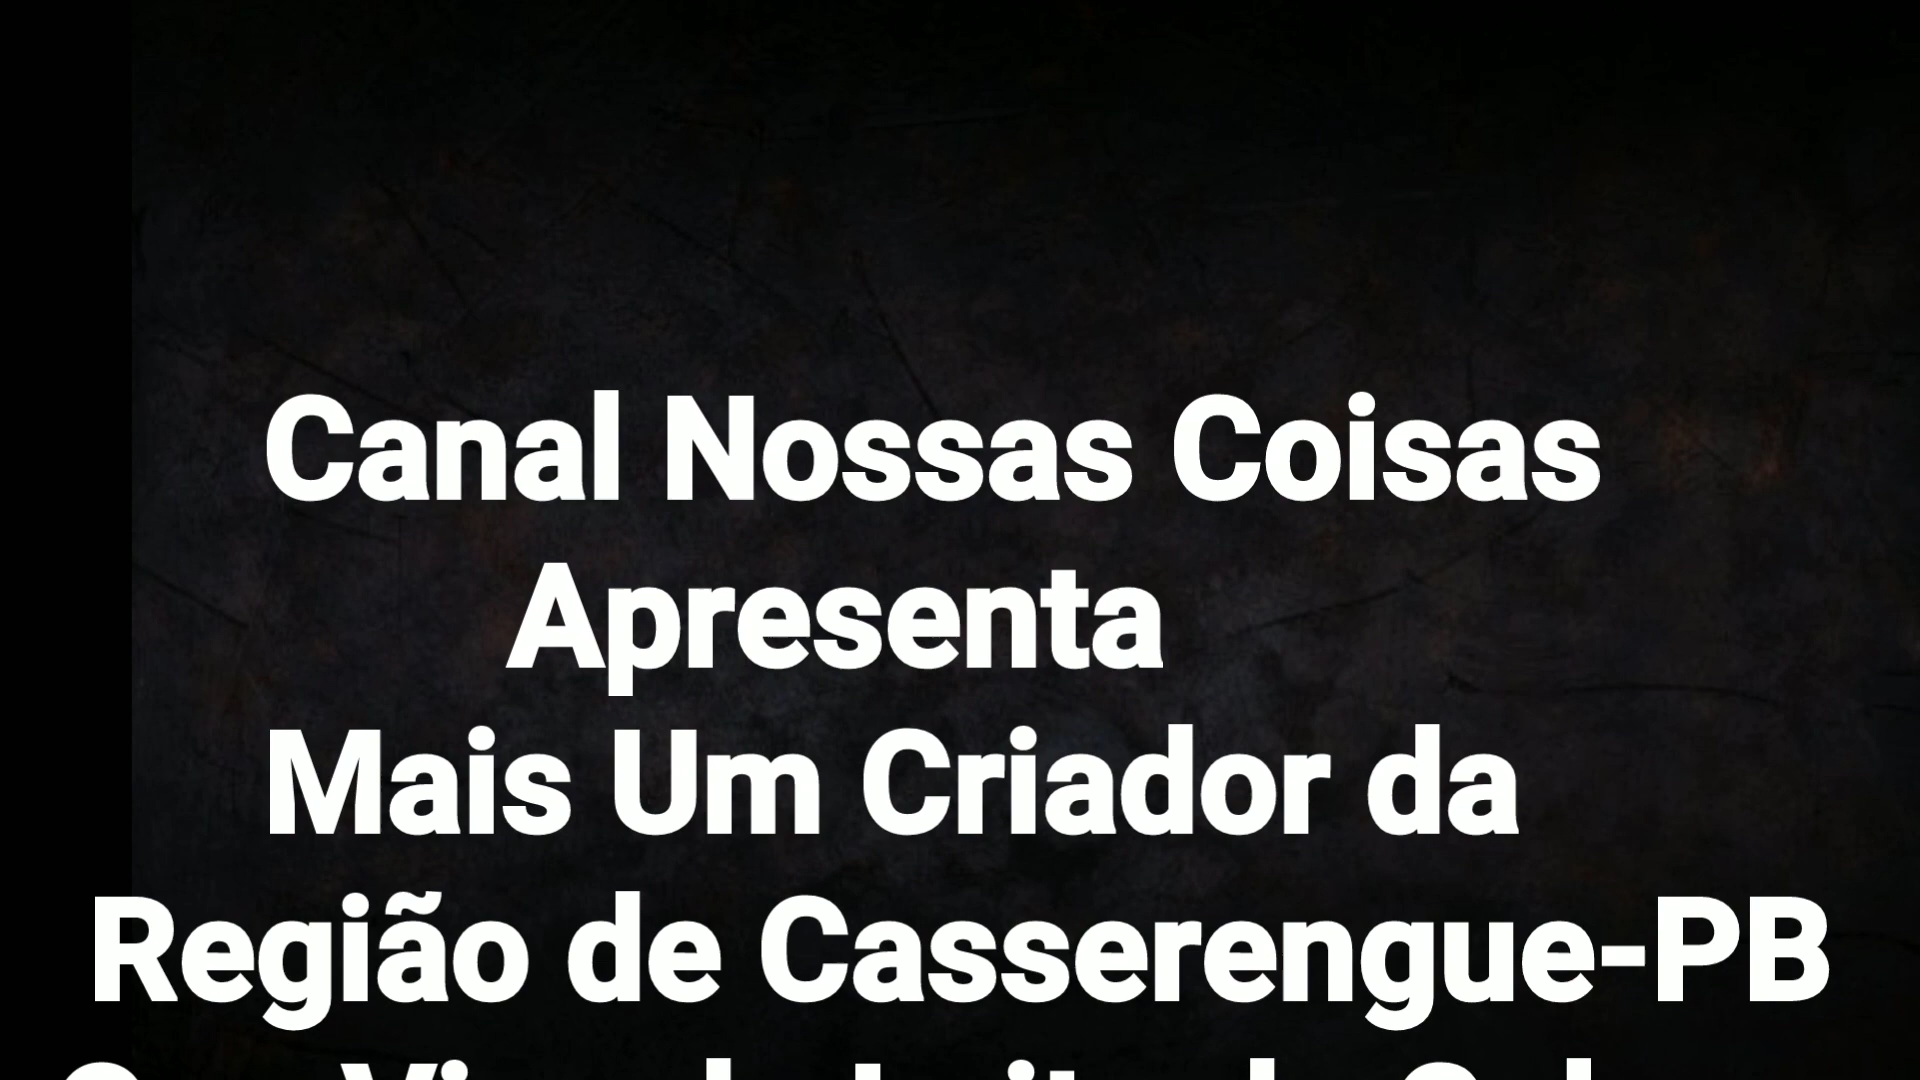 Canal Nossas Coisas
Apresenta
Mais Um Criador da
Região de Casserengue-PB